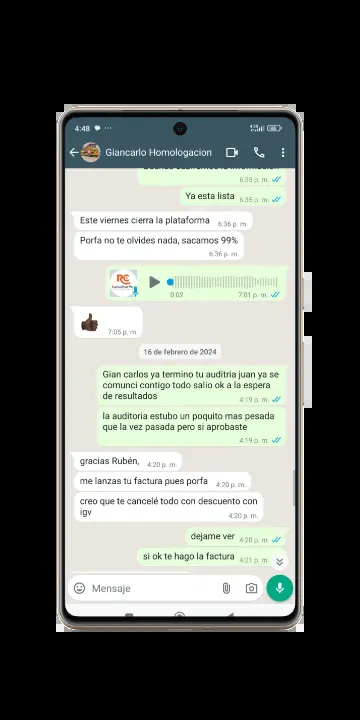 4:48
Giancarlo Homologacion
6:35 p. m.
Ya esta lista 6:35 p. m.
Este viernes cierra la plataforma 6:36 p. m.
Porfa no te olvides nada, sacamos 99%
6:36 p. m.
RC
0:02 7:01 p. m.
7:05 p. m.
16 de febrero de 2024
Gian carlos ya termino tu auditria juan ya se
comunci contigo todo salio ok a la espera
de resultados
4:19 p. m.
la auditoria estubo un poquito mas pesada
que la vez pasada pero si aprobaste
4:19 p. m.
gracias Rubén, 4:20 p. m.
me lanzas tu factura pues porfa 4:20 p. m.
creo que te cancelé todo con descuento con
igv
4:20 p. m.
dejame ver 4:20 p. m.
si ok te hago la factura 4:21 p. m.
Mensaje